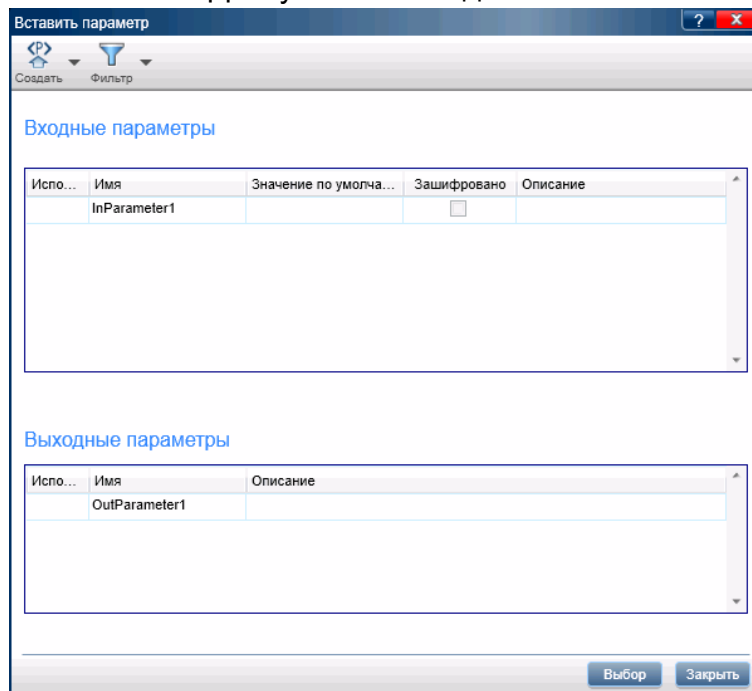 Вставить параметр
?
X
<P>
Создать
Фильтр
Входные параметры
Испо... Имя Значение по умолча... Зашифровано Описание
InParameter1
Выходные параметры
Испо... Имя Описание
OutParameter1
Выбор Закрыть